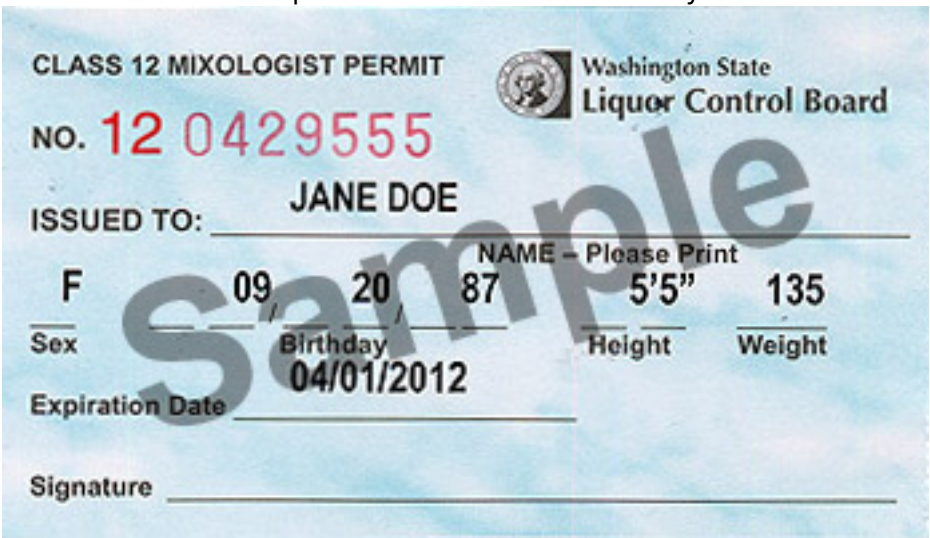 CLASS 12 MIXOLOGIST PERMIT
Washington State
Liquor Control Board
NO. 12 0429555
JANE DOE
ISSUED TO:
NAME – Please Print
F 09/ 20/ 87 5'5" 135
Sex Birthday Height Weight
04/01/2012
Expiration Date
Signature
Sample